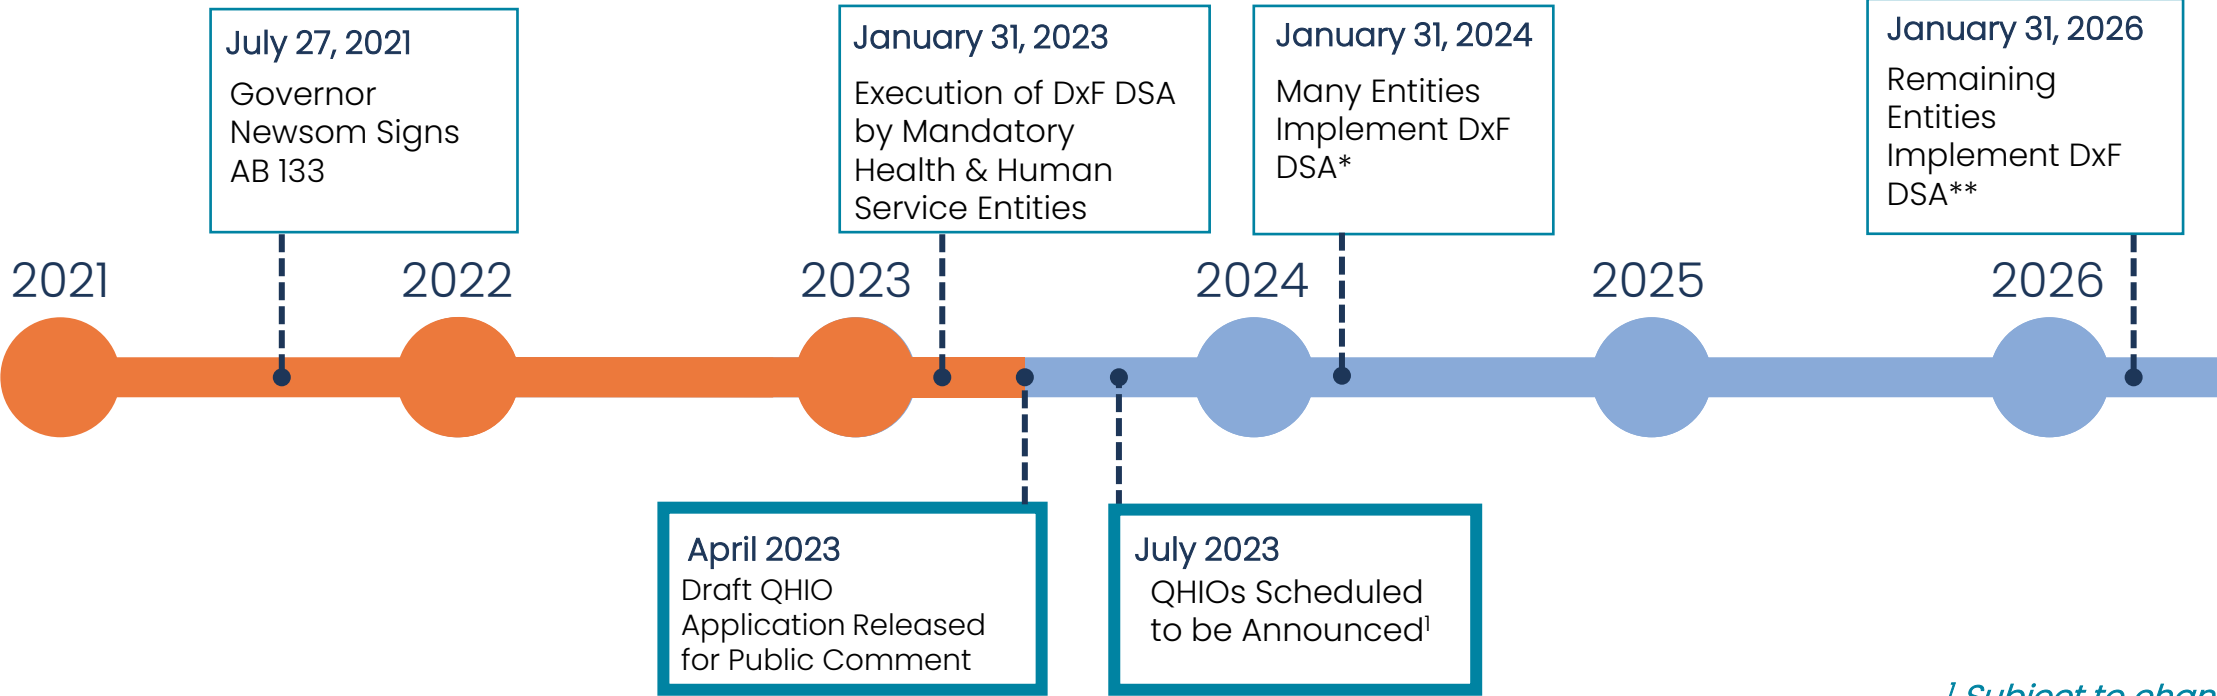 July 27, 2021
Governor
Newsom Signs
AB 133
January 31, 2023
Execution of DxF DSA
by Mandatory
Health & Human
Service Entities
January 31, 2024
Many Entities
Implement DxF
DSA*
January 31, 2026
Remaining
Entities
Implement DxF
DSA**
2021
2022
2023
2024
2025
2026
April 2023
Draft QHIO
Application Released
for Public Comment
July 2023
QHIOs Scheduled
to be Announced¹
¹ Subject to